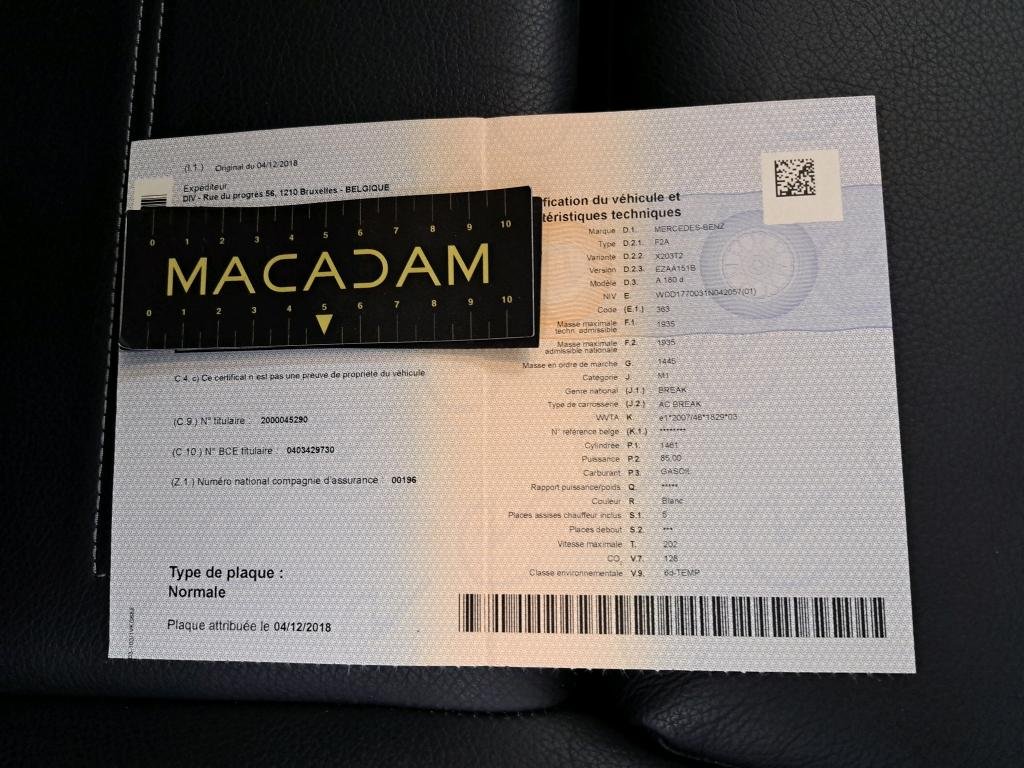 (I.1.) Original du 04/12/2018
Expéditeur
DIV - Rue du progrès 56, 1210 Bruxelles - BELGIQUE
0 1 2 3 4 5 6 7 8 9 10
MACADAM
0 1 2 3 4 5 6 7 8 9 10
C.4. c) Ce certificat n est pas une preuve de propriété du véhicule
(C.9.) N° titulaire : 2000045290
(C.10.) N° BCE titulaire : 0403429730
(Z.1.) Numéro national compagnie d'assurance : 00196
Type de plaque :
Normale
Plaque attribuée le 04/12/2018
fication du véhicule et
téristiques techniques
Marque D.1. MERCEDES-BENZ
Type D.2.1. F2A
Variante D.2.2. X203T2
Version D.2.3. EZAA151B
Modèle D.3. A 180 d
NIV E. WDD1770031N042057(01)
Code (E.1.) 363
Masse maximale techn. admissible F.1. 1935
Masse maximale admissible nationale F.2. 1935
Masse en ordre de marche G. 1445
Catégorie J. M1
Genre national (J.1.) BREAK
Type de carrosserie (J.2.) AC BREAK
WVTA K. e1*2007/46*1829*03
N° référence belge (K.1.) ********
Cylindrée P.1. 1461
Puissance P.2. 85,00
Carburant P.3. GASOIL
Rapport puissance/poids Q. *****
Couleur R. Blanc
Places assises chauffeur inclus S.1. 5
Places debout S.2. ***
Vitesse maximale T. 202
CO₂ V.7. 128
Classe environnementale V.9. 6d-TEMP